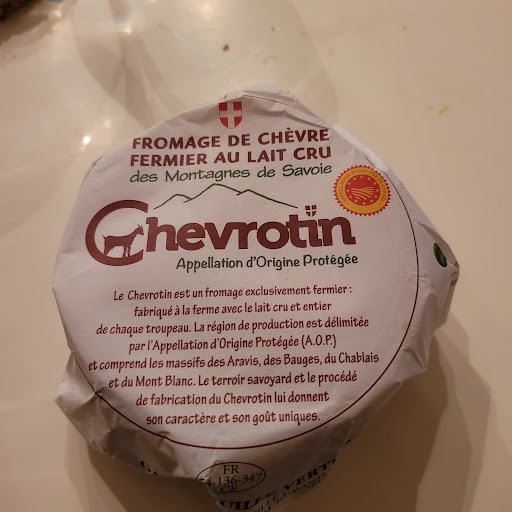 FROMAGE DE CHÈVRE
FERMIER AU LAIT CRU
des Montagnes de Savoie
Chevrotin
Appellation d'Origine Protégée
Le Chevrotin est un fromage exclusivement fermier :
fabriqué à la ferme avec le lait cru et entier
de chaque troupeau. La région de production est délimitée
par l'Appellation d'Origine Protégée (A.O.P.)
et comprend les massifs des Aravis, des Bauges, du Chablais
et du Mont Blanc. Le terroir savoyard et le procédé
de fabrication du Chevrotin lui donnent
son caractère et son goût uniques.
FR
74-136-347
CE